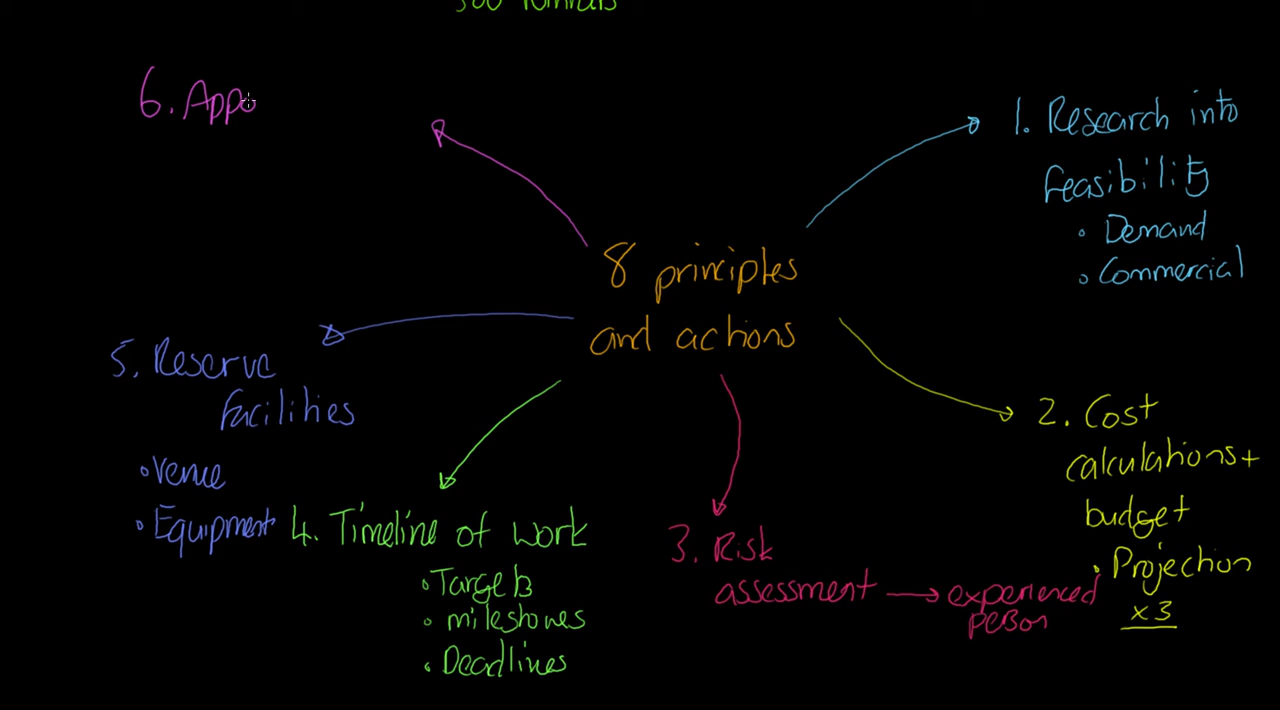 8 principles
and actions
1. Research into
feasibility
• Demand
• Commercial
2. Cost
calculations +
budget
• Projection
x3
3. Risk
assessment → experienced
person
4. Timeline of work
• Targets
• milestones
• Deadlines
5. Reserve
facilities
• Venue
• Equipment
6. Appo